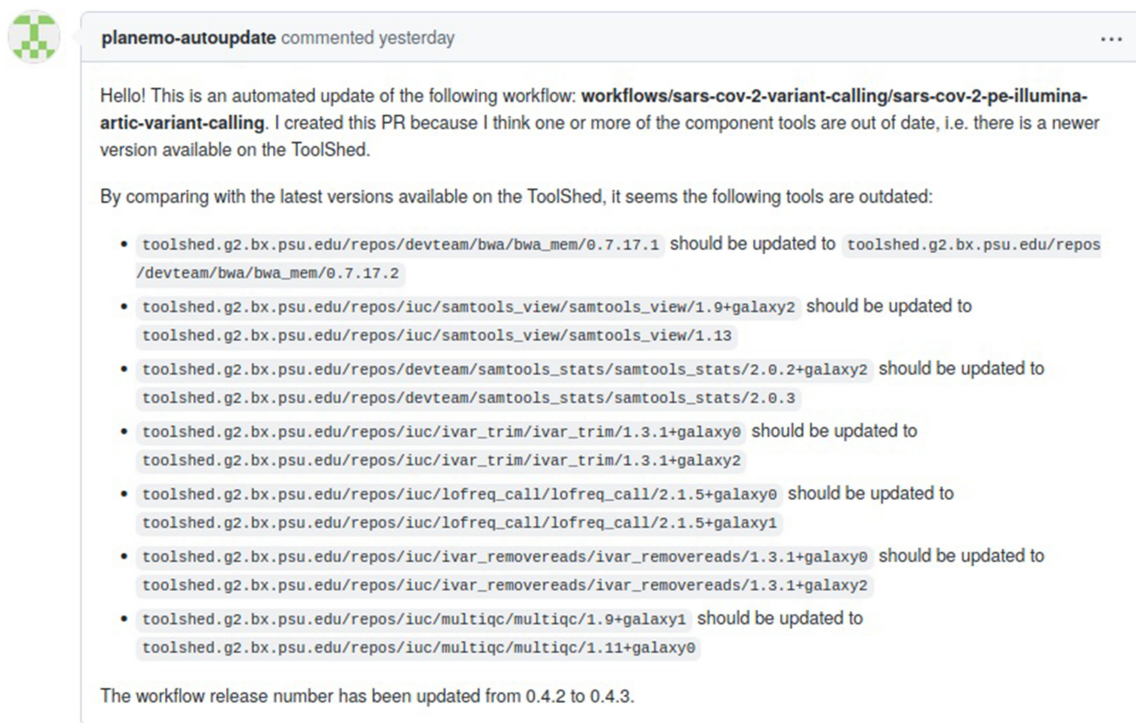 planemo-autoupdate commented yesterday
Hello! This is an automated update of the following workflow: workflows/sars-cov-2-variant-calling/sars-cov-2-pe-illumina-
artic-variant-calling. I created this PR because I think one or more of the component tools are out of date, i.e. there is a newer
version available on the ToolShed.
By comparing with the latest versions available on the ToolShed, it seems the following tools are outdated:
• toolshed.g2.bx.psu.edu/repos/devteam/bwa/bwa_mem/0.7.17.1 should be updated to toolshed.g2.bx.psu.edu/repos
/devteam/bwa/bwa_mem/0.7.17.2
• toolshed.g2.bx.psu.edu/repos/iuc/samtools_view/samtools_view/1.9+galaxy2 should be updated to
toolshed.g2.bx.psu.edu/repos/iuc/samtools_view/samtools_view/1.13
• toolshed.g2.bx.psu.edu/repos/devteam/samtools_stats/samtools_stats/2.0.2+galaxy2 should be updated to
toolshed.g2.bx.psu.edu/repos/devteam/samtools_stats/samtools_stats/2.0.3
• toolshed.g2.bx.psu.edu/repos/iuc/ivar_trim/ivar_trim/1.3.1+galaxy0 should be updated to
toolshed.g2.bx.psu.edu/repos/iuc/ivar_trim/ivar_trim/1.3.1+galaxy2
• toolshed.g2.bx.psu.edu/repos/iuc/lofreq_call/lofreq_call/2.1.5+galaxy0 should be updated to
toolshed.g2.bx.psu.edu/repos/iuc/lofreq_call/lofreq_call/2.1.5+galaxy1
• toolshed.g2.bx.psu.edu/repos/iuc/ivar_removereads/ivar_removereads/1.3.1+galaxy0 should be updated to
toolshed.g2.bx.psu.edu/repos/iuc/ivar_removereads/ivar_removereads/1.3.1+galaxy2
• toolshed.g2.bx.psu.edu/repos/iuc/multiqc/multiqc/1.9+galaxy1 should be updated to
toolshed.g2.bx.psu.edu/repos/iuc/multiqc/multiqc/1.11+galaxy0
The workflow release number has been updated from 0.4.2 to 0.4.3.